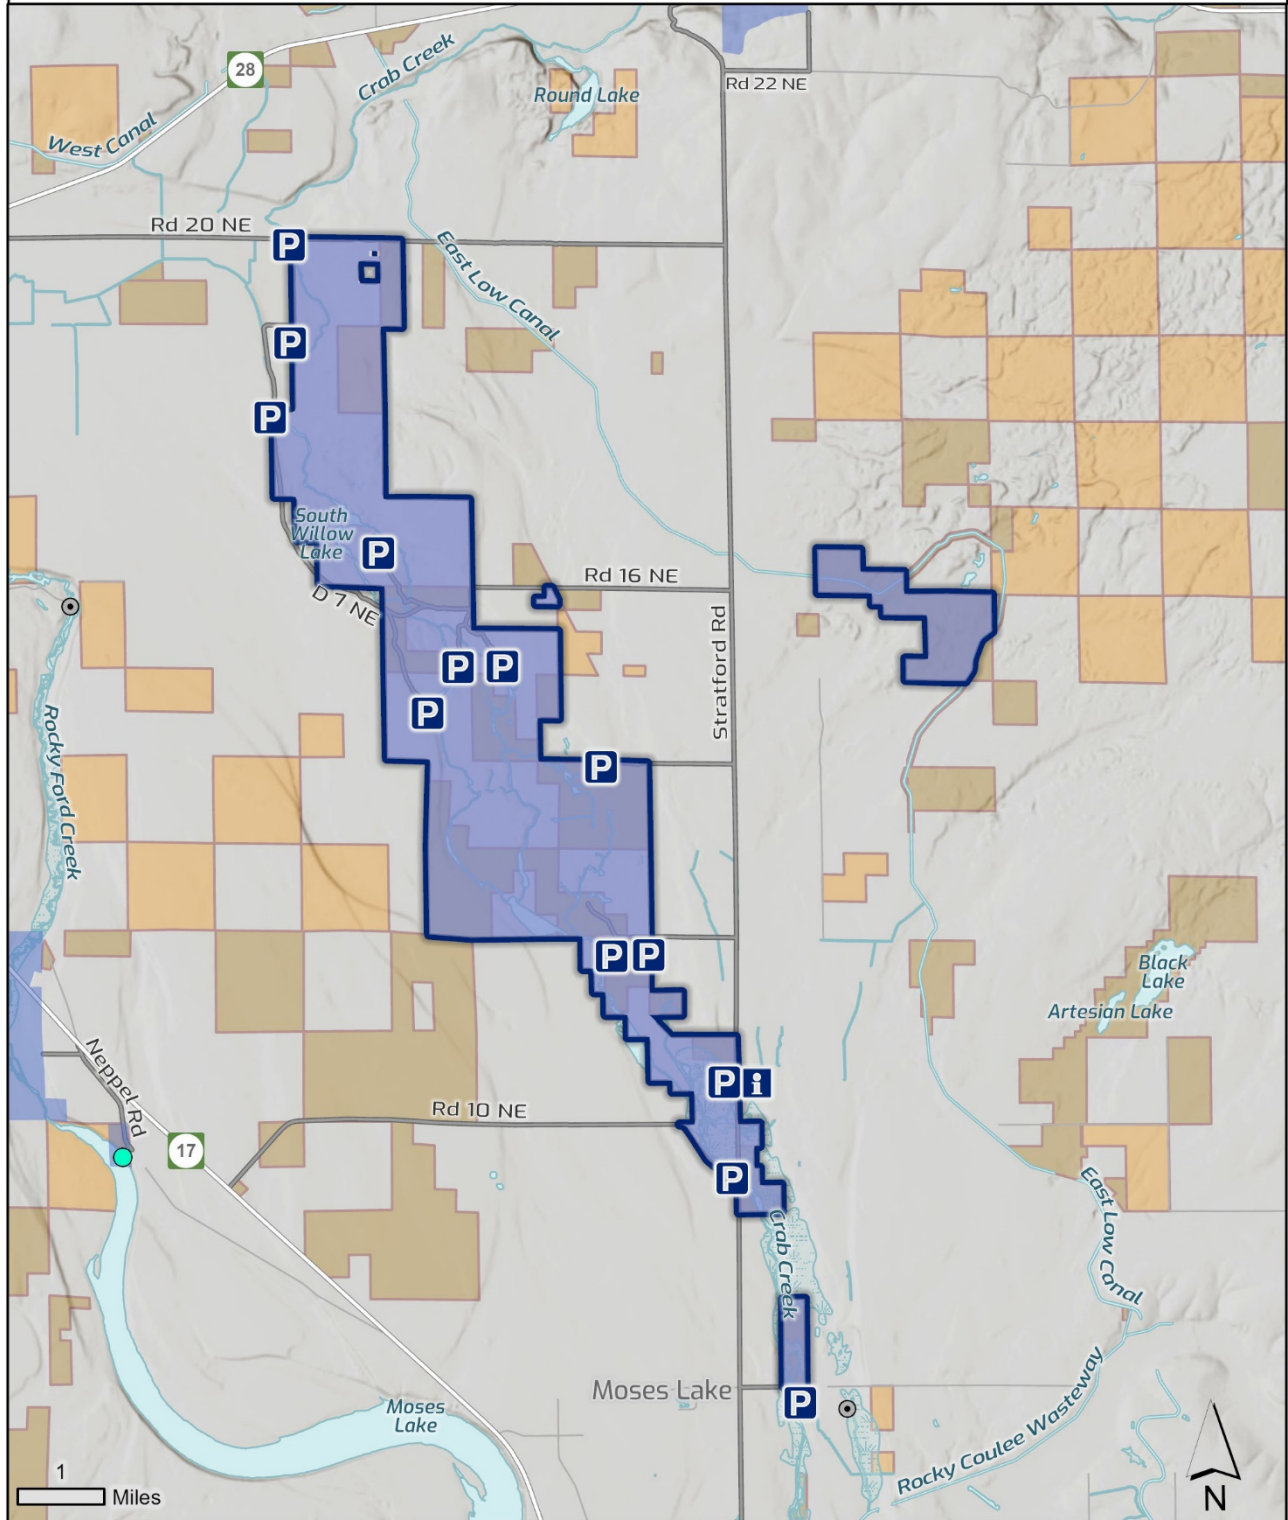 28
Crab Creek
Round Lake
Rd 22 NE
West Canal
Rd 20 NE
P
East Low Canal
P
P
South
Willow
Lake
P
Rd 16 NE
D 7 NE
Stratford Rd
P
P
P
Rocky Ford Creek
P
P
P
Black
Lake
Artesian Lake
Neppel Rd
P
i
Rd 10 NE
17
P
Crab Creek
East Low Canal
Moses Lake
P
Moses
Lake
Rocky Coulee Wasteway
1
Miles
N